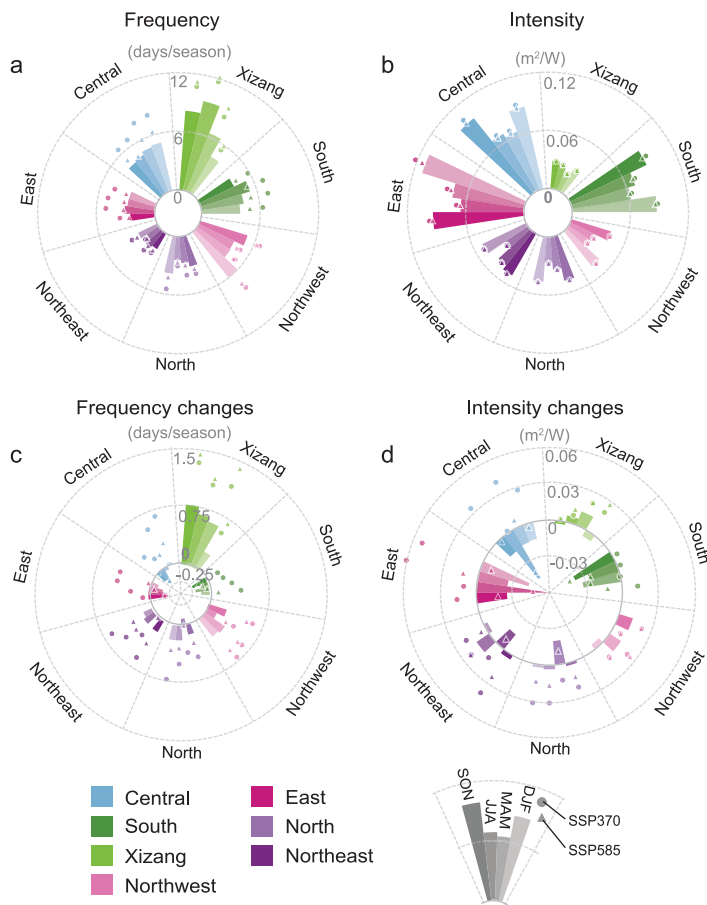 Frequency
Intensity
(days/season)
(m²/W)
a
b
Central
Xizang
South
Northwest
North
Northeast
East
12
6
0
Central
Xizang
South
Northwest
North
Northeast
East
0.12
0.06
0
Frequency changes
Intensity changes
(days/season)
(m²/W)
c
d
Central
Xizang
South
Northwest
North
Northeast
East
1.5
0.75
0
-0.25
Central
Xizang
South
Northwest
North
Northeast
East
0.06
0.03
0
-0.03
Central
South
Xizang
Northwest
East
North
Northeast
SON
JJA
MAM
DJF
SSP370
SSP585